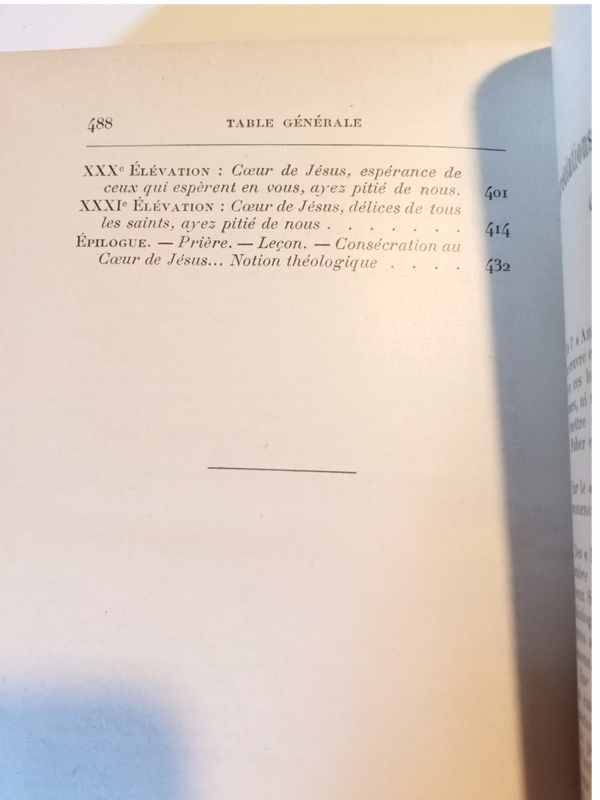 488 TABLE GÉNÉRALE
XXXe ÉLÉVATION : Cœur de Jésus, espérance de
ceux qui espèrent en vous, ayez pitié de nous. 401
XXXIe ÉLÉVATION : Cœur de Jésus, délices de tous
les saints, ayez pitié de nous . . . . . . . 414
ÉPILOGUE. — Prière. — Leçon. — Consécration au
Cœur de Jésus... Notion théologique . . . . 432